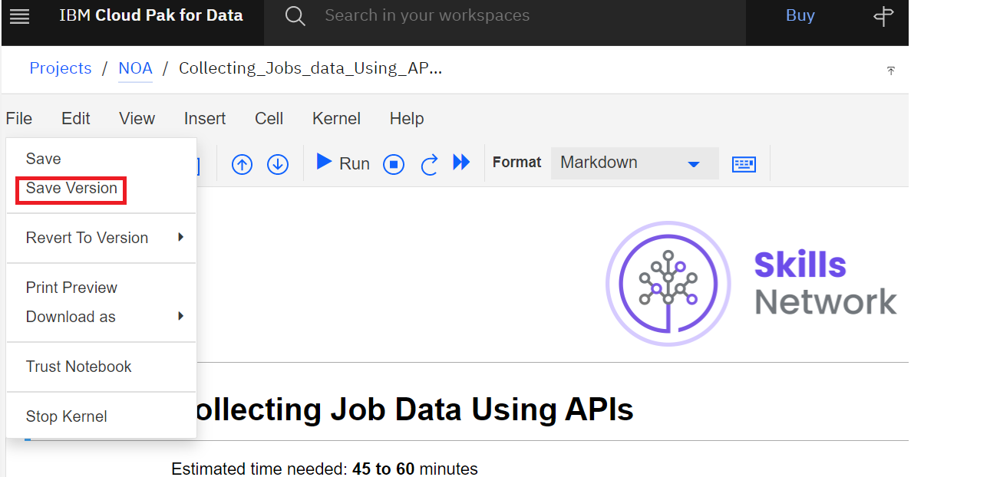 IBM Cloud Pak for Data Search in your workspaces Buy
Projects / NOA / Collecting_Jobs_data_Using_AP...
File Edit View Insert Cell Kernel Help
Run Format Markdown
Save
Save Version
Revert To Version
Print Preview
Download as
Trust Notebook
Stop Kernel
Skills
Network
ollecting Job Data Using APIs
Estimated time needed: 45 to 60 minutes